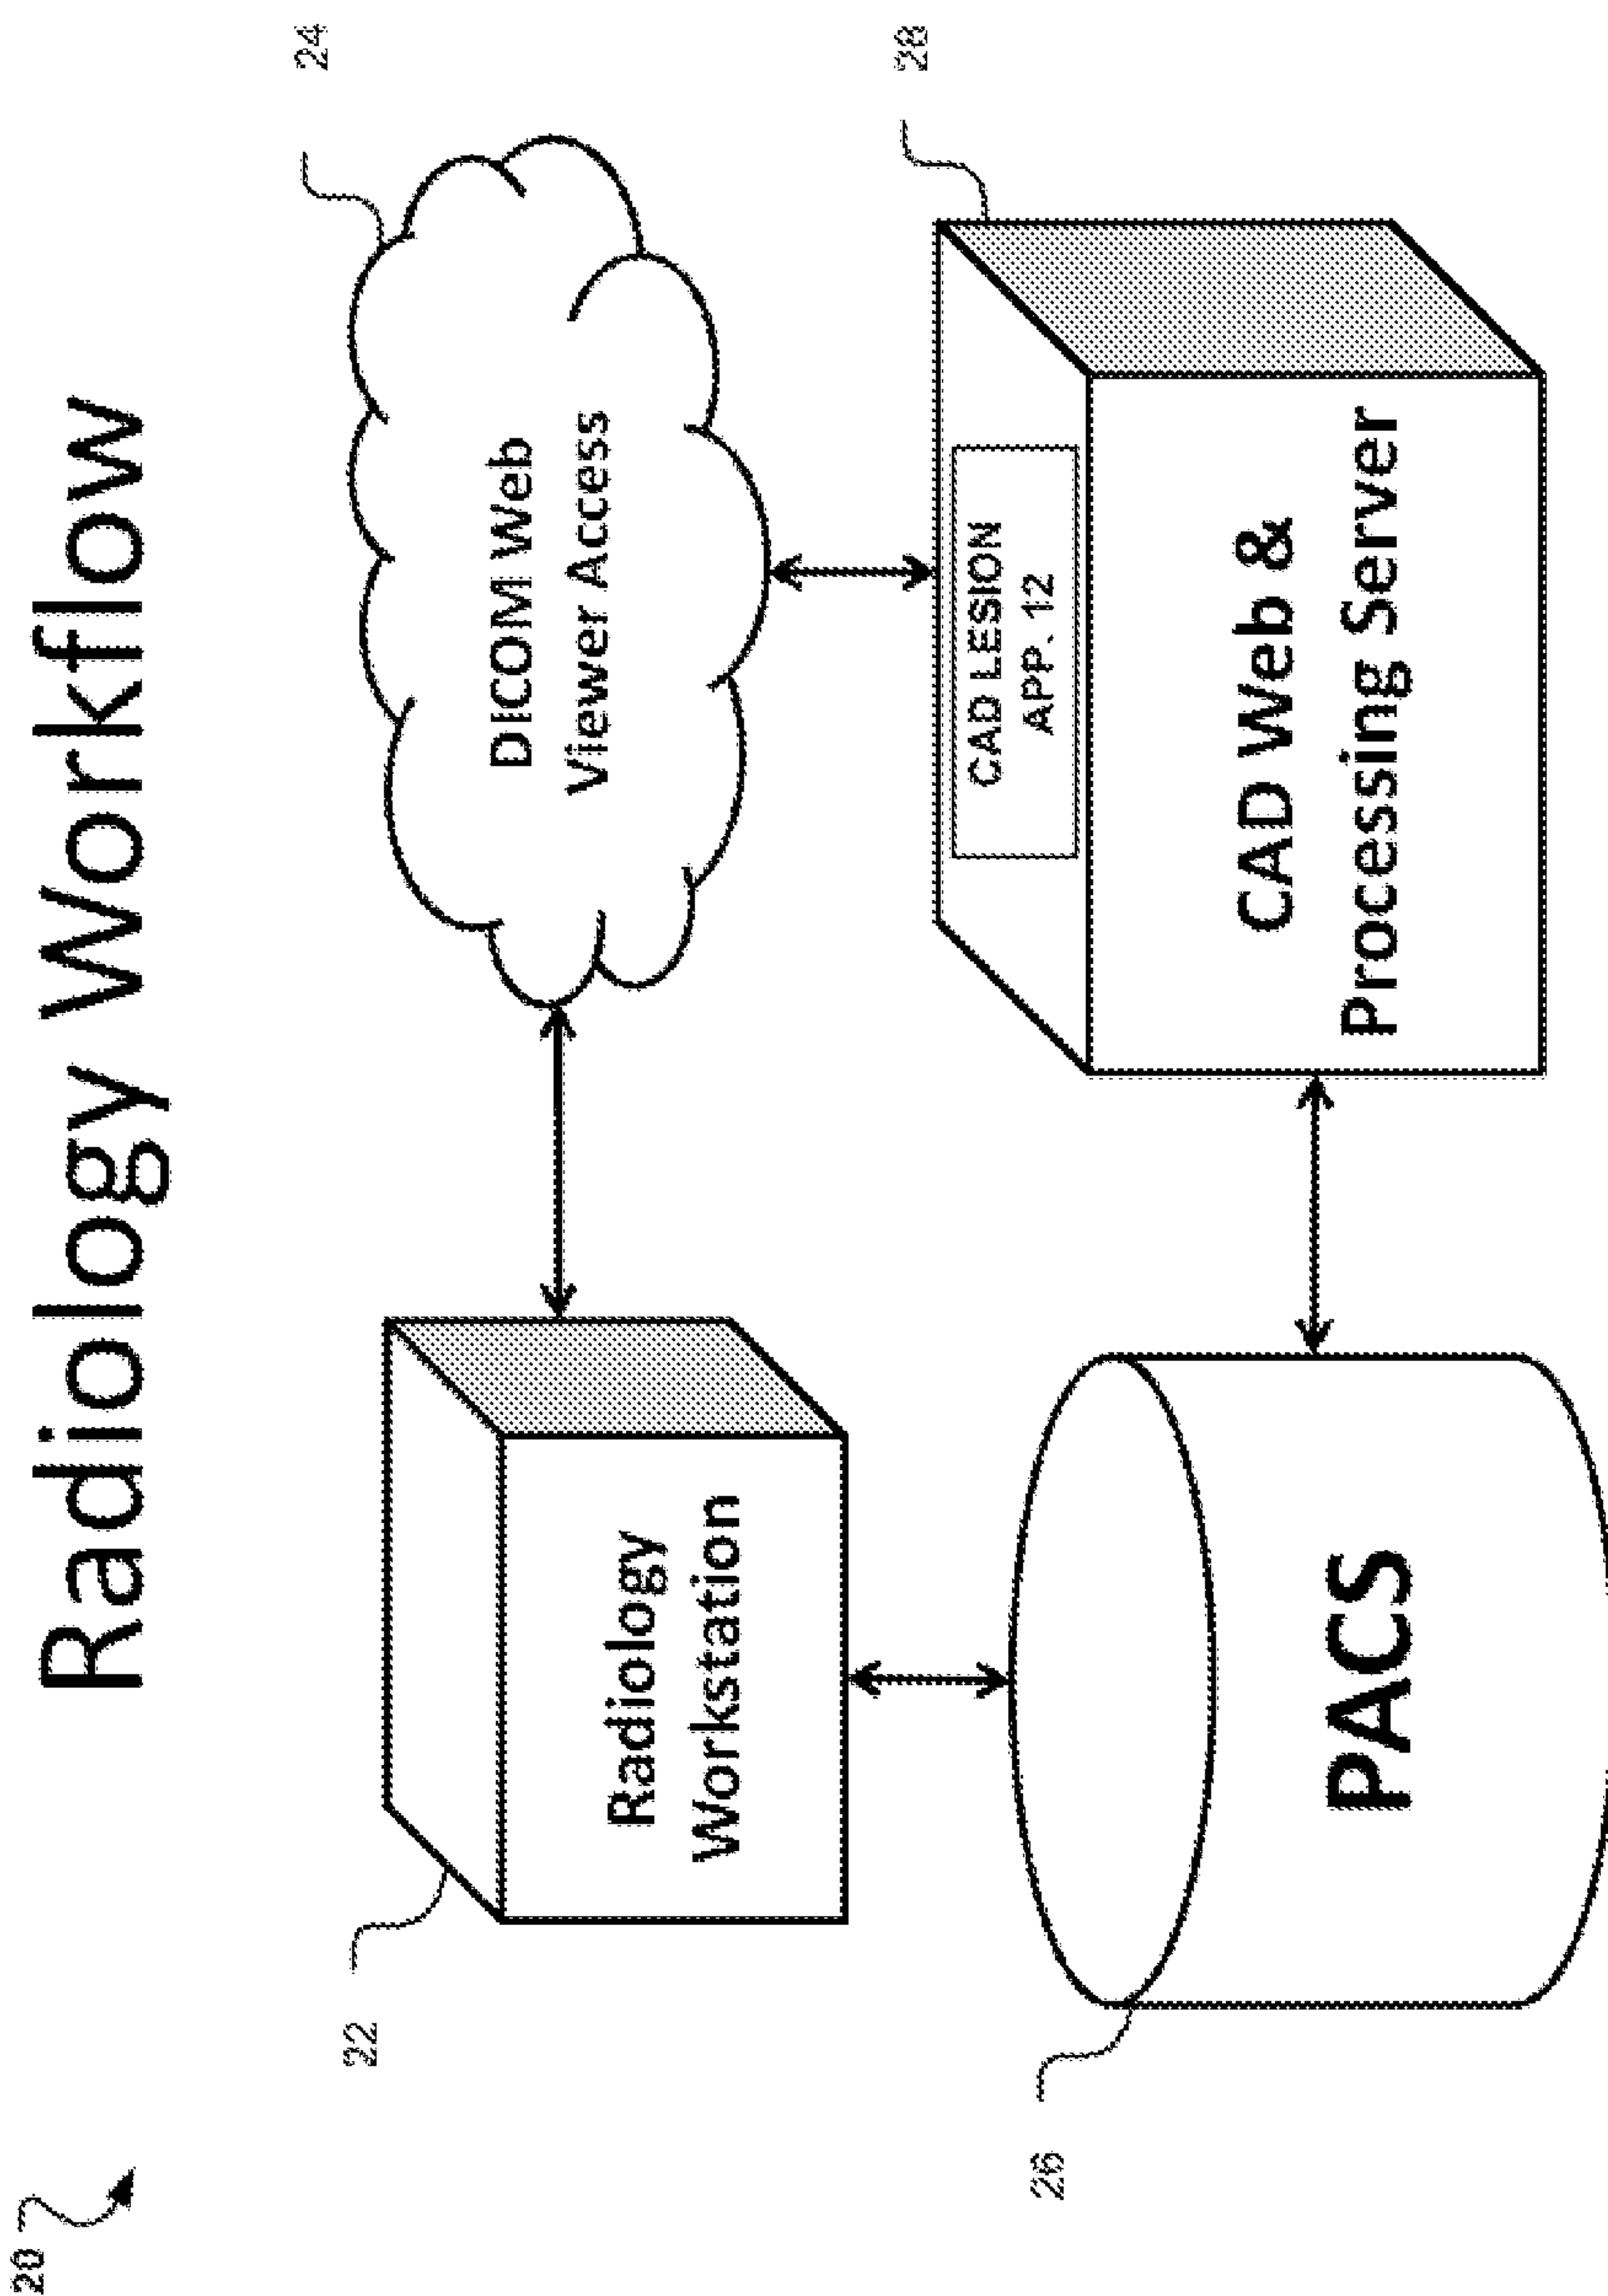 20
Radiology Workflow
22
24
Radiology
Workstation
DICOM Web
Viewer Access
26
28
PACS
CAD LESION
APP. 12
CAD Web &
Processing Server